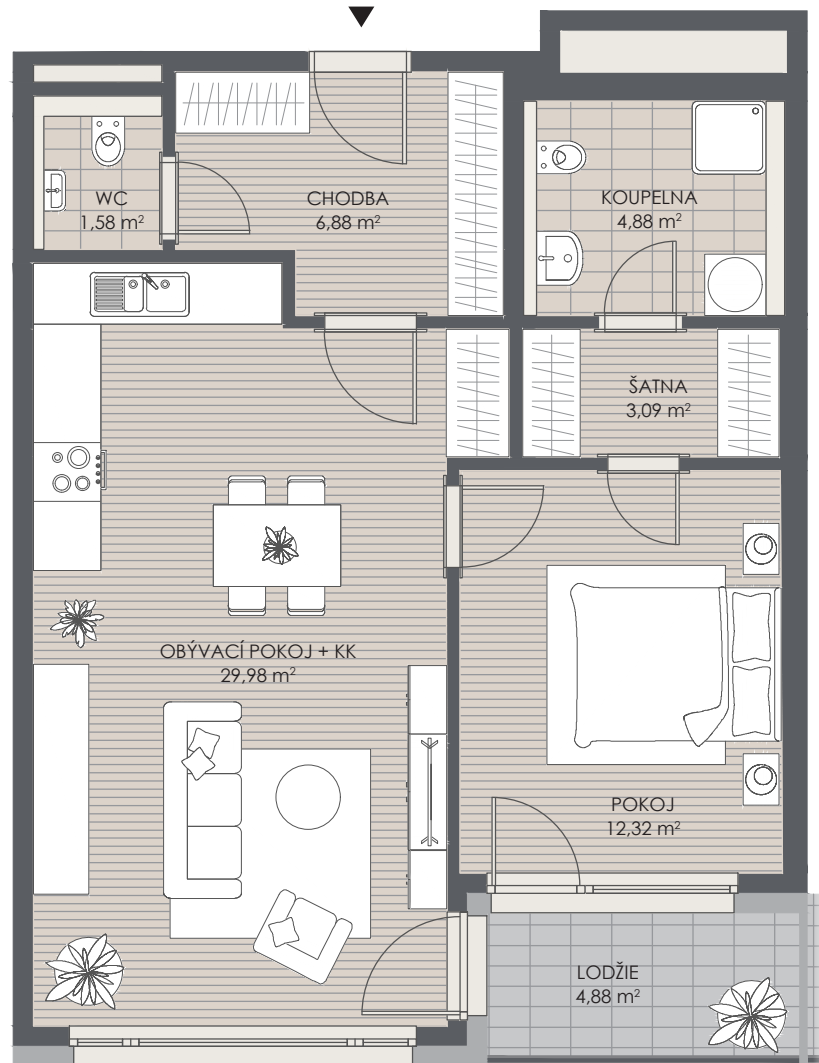 WC
1,58 m²
CHODBA
6,88 m²
KOUPELNA
4,88 m²
ŠATNA
3,09 m²
OBÝVACÍ POKOJ + KK
29,98 m²
POKOJ
12,32 m²
LODŽIE
4,88 m²